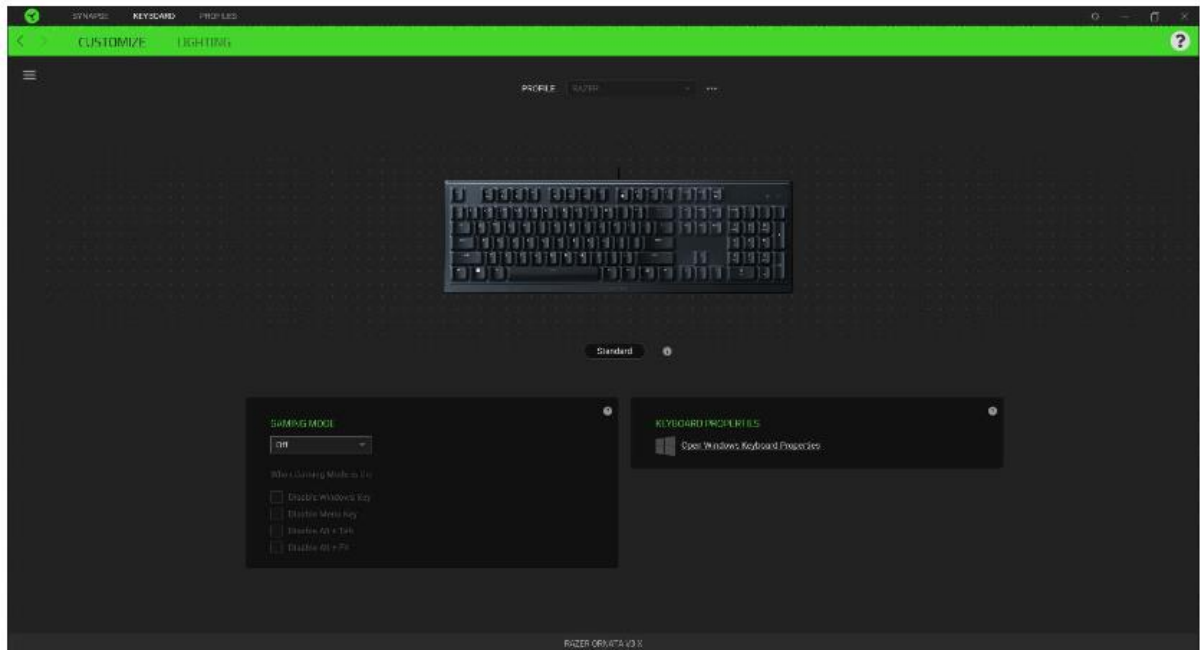 SYNAPSE KEYBOARD PROFILES
CUSTOMIZE LIGHTING
?
PROFILE RAZER
Standard
GAMING MODE
Off
When Gaming Mode is On
Disable Windows Key
Disable Menu Key
Disable Alt + Tab
Disable Alt + F4
KEYBOARD PROPERTIES
Open Windows Keyboard Properties
RAZER ORNATA V3 X